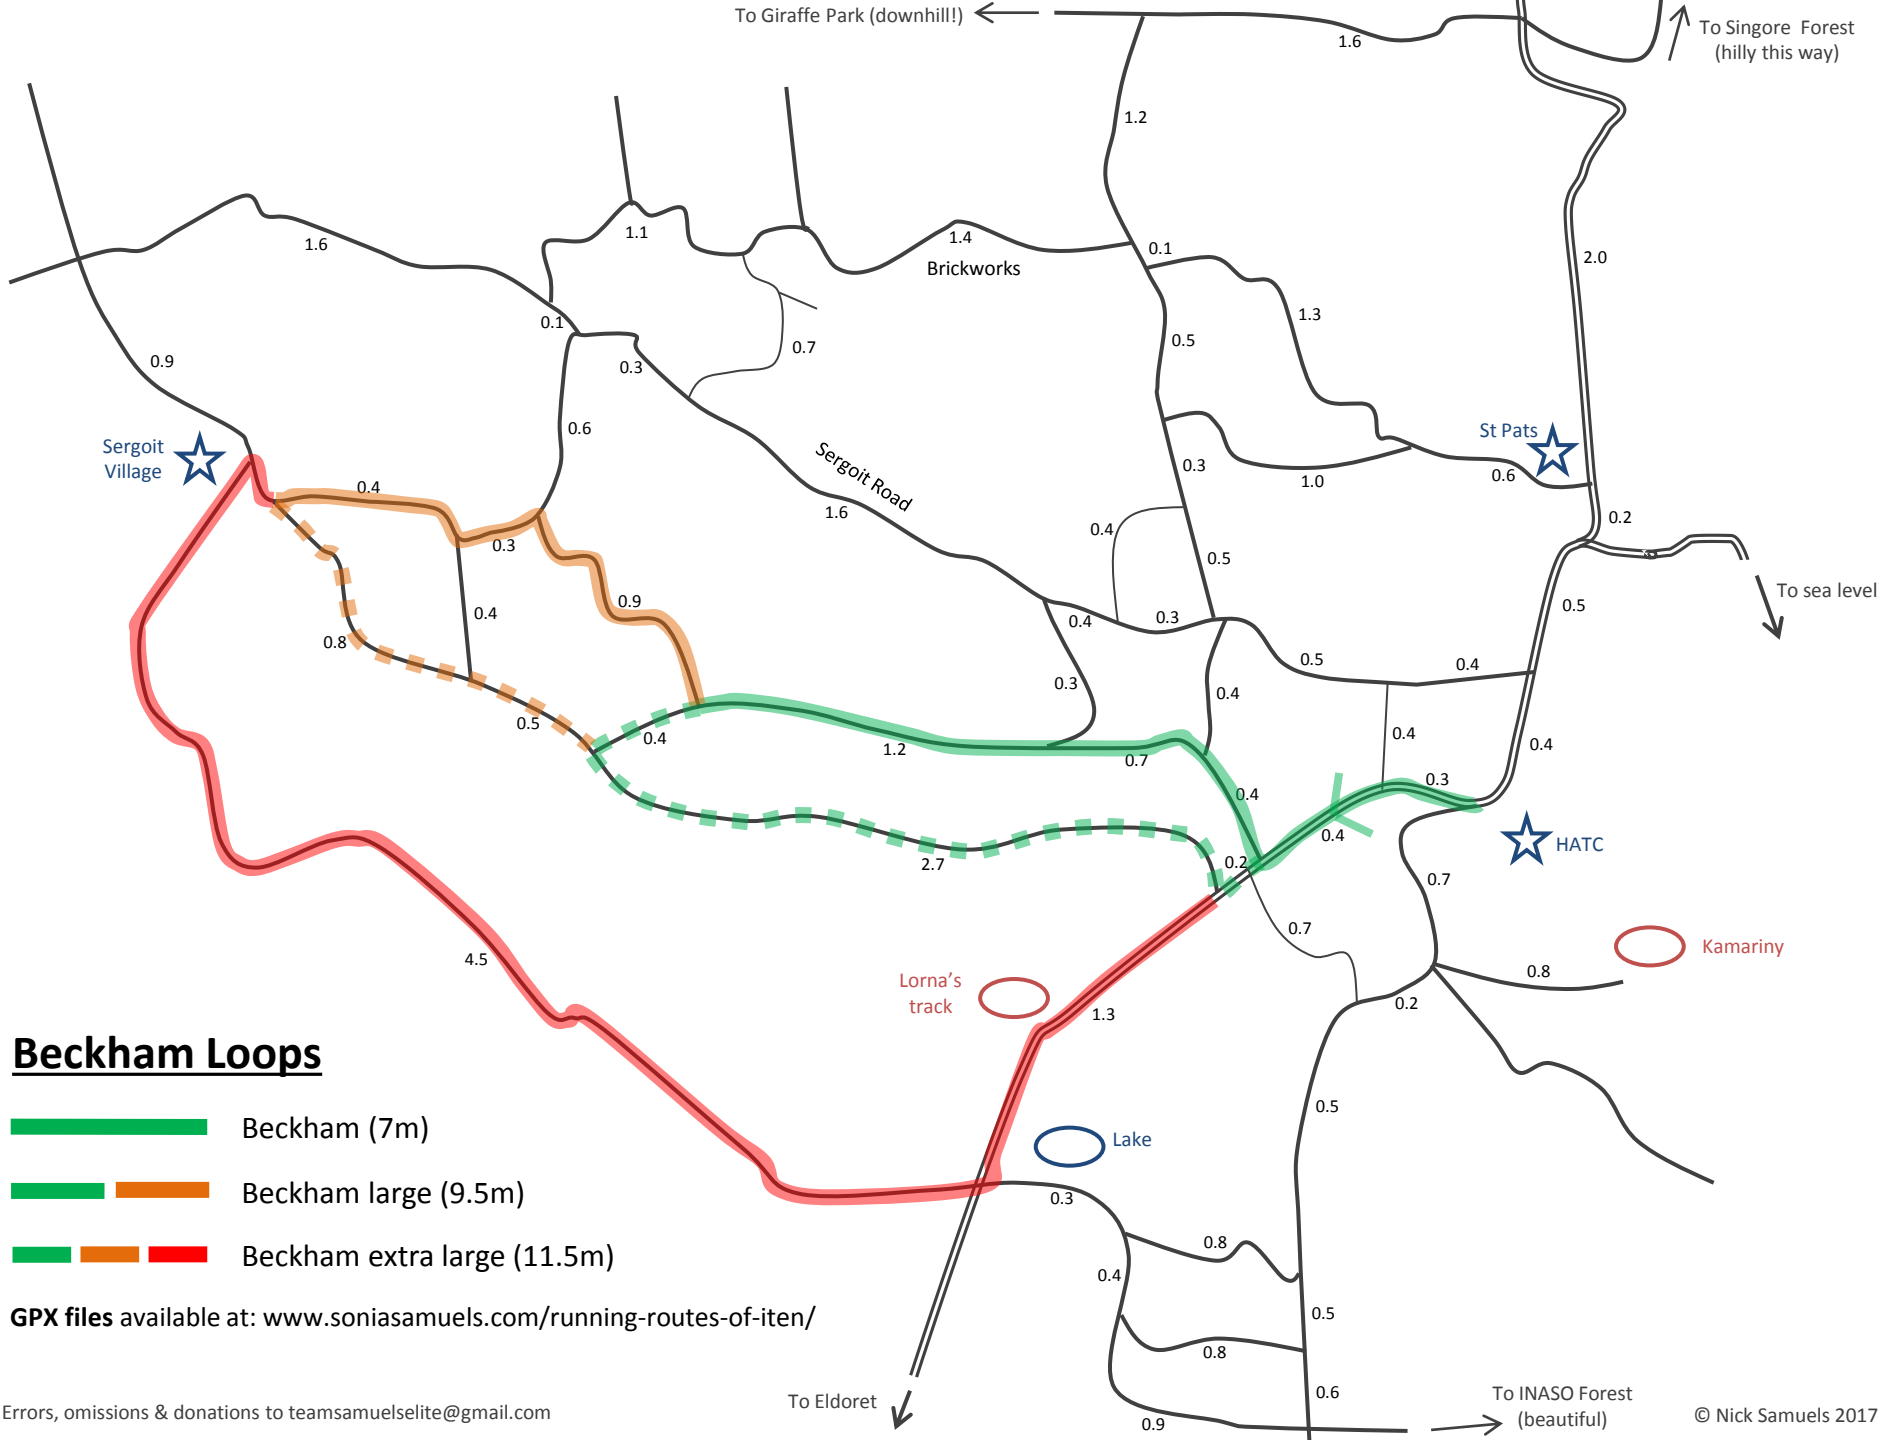 To Giraffe Park (downhill!)
1.6
To Singore Forest
(hilly this way)
1.2
1.6
1.1
1.4
Brickworks
0.1
2.0
0.1
1.3
0.9
0.3
0.7
0.5
Sergoit
Village
0.6
Sergoit Road
1.6
0.3
1.0
St Pats
0.6
0.4
0.3
0.4
0.5
0.2
0.4
0.9
0.4
0.3
0.5
To sea level
0.8
0.5
0.4
1.2
0.3
0.4
0.5
0.4
0.7
0.4
0.4
0.4
0.3
0.4
0.2
2.7
HATC
0.7
0.7
4.5
Lorna's
track
1.3
0.8
Kamariny
0.2
Beckham Loops
Beckham (7m)
Beckham large (9.5m)
Beckham extra large (11.5m)
Lake
0.3
0.5
0.8
0.4
0.5
0.8
0.6
0.9
GPX files available at: www.soniasamuels.com/running-routes-of-iten/
To Eldoret
To INASO Forest
(beautiful)
Errors, omissions & donations to teamsamuelselite@gmail.com
© Nick Samuels 2017